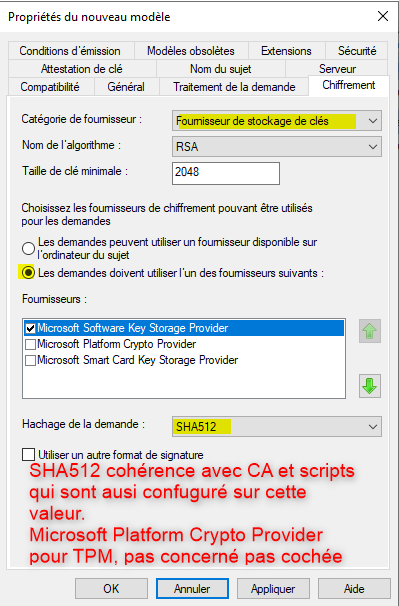 Propriétés du nouveau modèle
Conditions d'émission Modèles obsolètes Extensions Sécurité
Attestation de clé Nom du sujet Serveur
Compatibilité Général Traitement de la demande Chiffrement
Catégorie de fournisseur : Fournisseur de stockage de clés
Nom de l'algorithme : RSA
Taille de clé minimale : 2048
Choisissez les fournisseurs de chiffrement pouvant être utilisés
pour les demandes
Les demandes peuvent utiliser un fournisseur disponible sur
l'ordinateur du sujet
Les demandes doivent utiliser l'un des fournisseurs suivants :
Fournisseurs :
Microsoft Software Key Storage Provider
Microsoft Platform Crypto Provider
Microsoft Smart Card Key Storage Provider
Hachage de la demande : SHA512
Utiliser un autre format de signature
SHA512 cohérence avec CA et scripts
qui sont ausi confuguré sur cette
valeur.
Microsoft Platform Crypto Provider
pour TPM, pas concerné pas cochée
OK Annuler Appliquer Aide